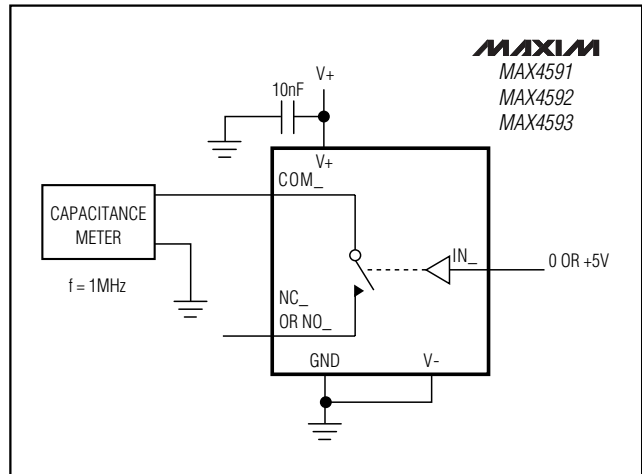 MAXIM
MAX4591
MAX4592
MAX4593
V+
10nF
V+
COM_
CAPACITANCE
METER
f = 1MHz
IN_
0 OR +5V
NC_
OR NO_
GND
V-